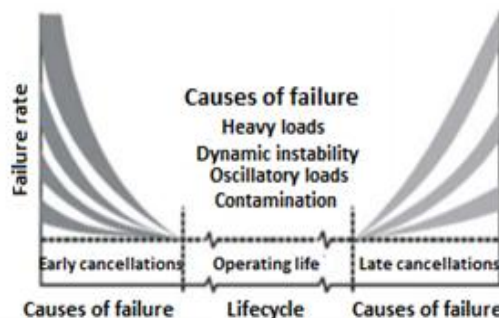 Failure rate
Causes of failure
Heavy loads
Dynamic instability
Oscillatory loads
Contamination
Early cancellations
Operating life
Late cancellations
Causes of failure
Lifecycle
Causes of failure